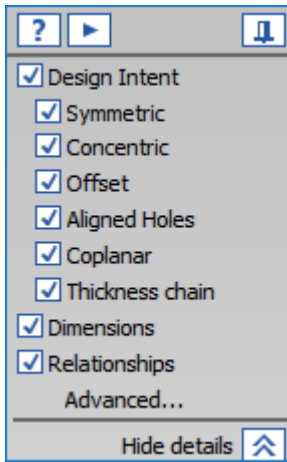 ?
Design Intent
Symmetric
Concentric
Offset
Aligned Holes
Coplanar
Thickness chain
Dimensions
Relationships
Advanced...
Hide details